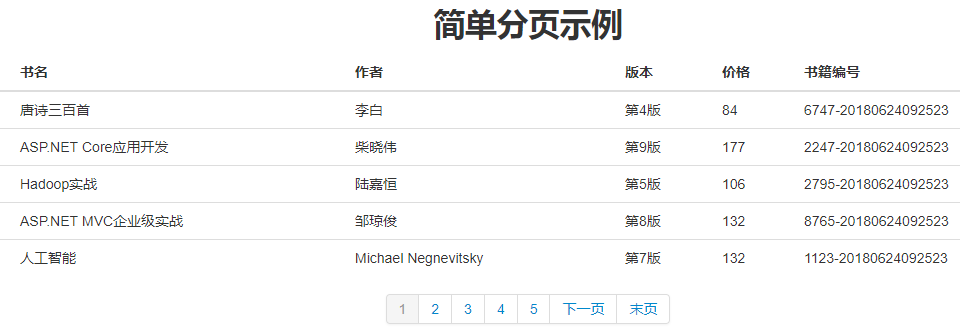 简单分页示例
书名 作者 版本 价格 书籍编号
唐诗三百首 李白 第4版 84 6747-20180624092523
ASP.NET Core应用开发 柴晓伟 第9版 177 2247-20180624092523
Hadoop实战 陆嘉恒 第5版 106 2795-20180624092523
ASP.NET MVC企业级实战 邹琼俊 第8版 132 8765-20180624092523
人工智能 Michael Negnevitsky 第7版 132 1123-20180624092523
1 2 3 4 5 下一页 末页